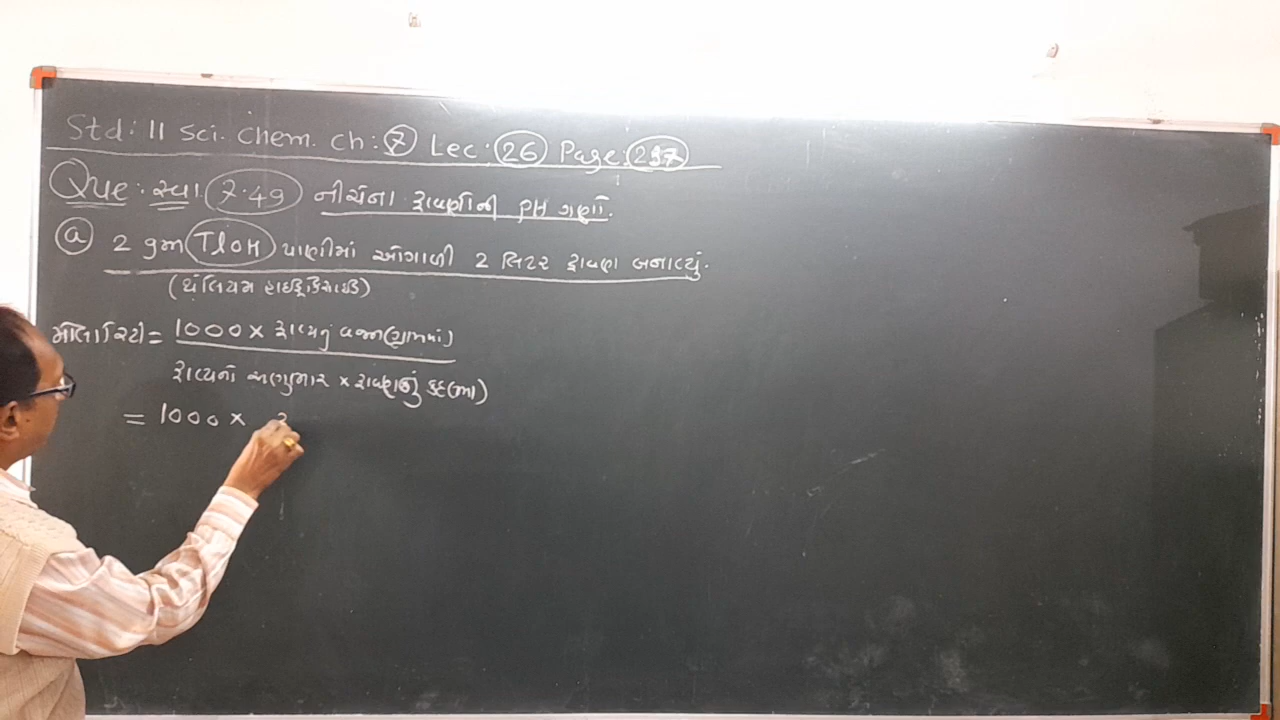 Std: 11 Sci. Chem. Ch: 7 Lec: 26 Page: 237
Que: સ્વા. 7.49 નીચેના દ્રાવણોની PH ગણો.
(a) 2 gm TlOH પાણીમાં ઓગાળી 2 લિટર દ્રાવણ બનાવ્યું.
(થેલિયમ હાઇડ્રોક્સાઇડ)
મોલારિટી = 1000 × દ્રાવ્યનું વજન(ગ્રામમાં)
દ્રાવ્યનો અણુભાર × દ્રાવણનું કદ
= 1000 ×